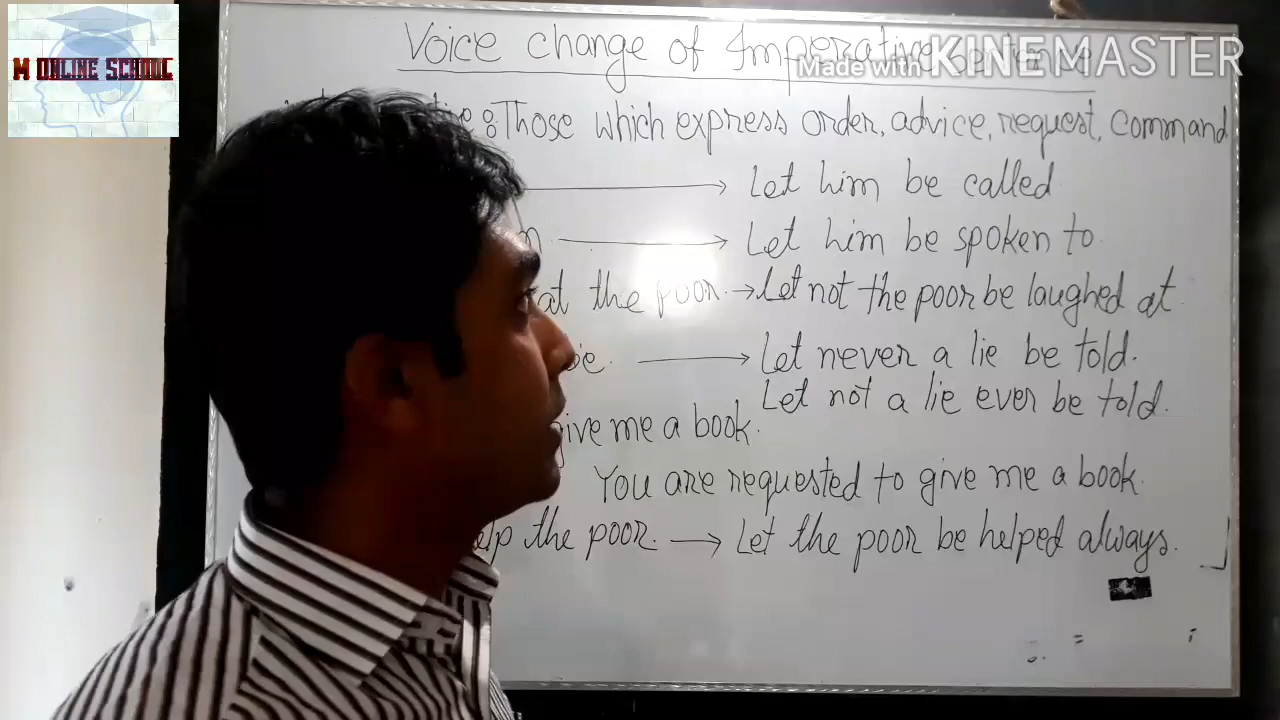 M ONLINE SCHOOL
Voice change of Imperative Sentence
Made with KINEMASTER
Those which express order, advice, request, command
→ Let him be called
→ Let him be spoken to
at the poor. → Let not the poor be laughed at
→ Let never a lie be told.
Let not a lie ever be told.
give me a book.
You are requested to give me a book.
the poor. → Let the poor be helped always.